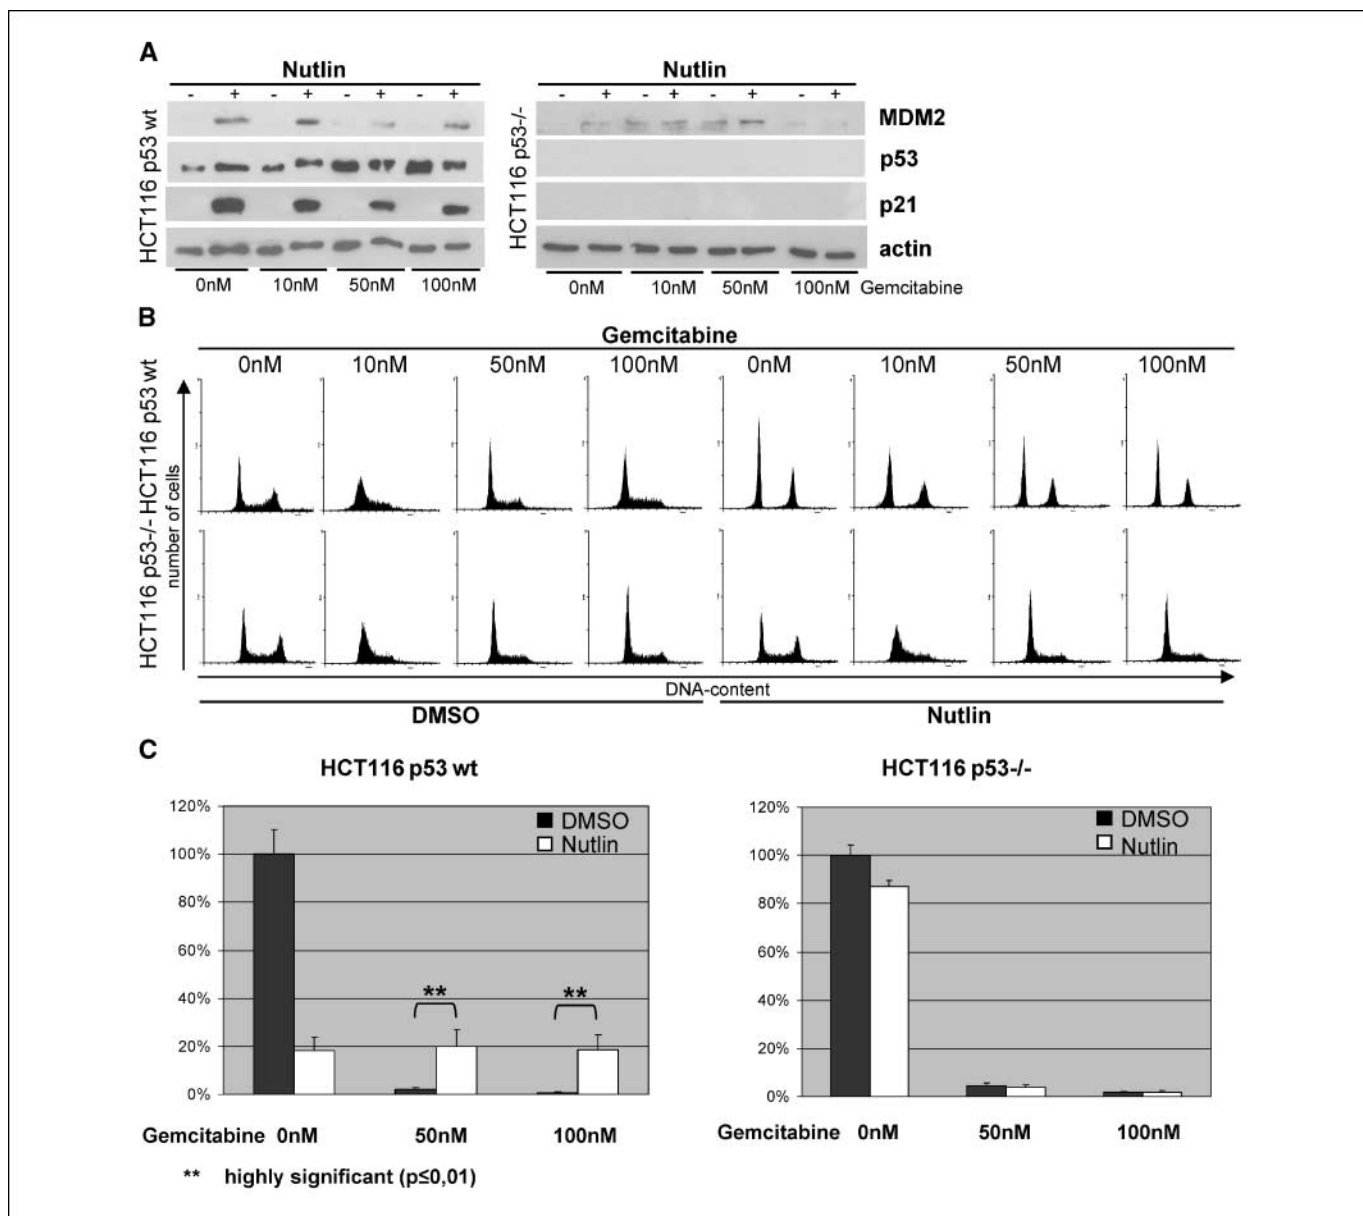 A
Nutlin
Nutlin
- + - + - + - +
- + - + - + - +
HCT116 p53 wt
HCT116 p53-/-
MDM2
p53
p21
actin
0nM 10nM 50nM 100nM
0nM 10nM 50nM 100nM Gemcitabine
B
Gemcitabine
0nM 10nM 50nM 100nM 0nM 10nM 50nM 100nM
HCT116 p53-/- HCT116 p53 wt
number of cells
DNA-content
DMSO Nutlin
C
HCT116 p53 wt
120%
100%
80%
60%
40%
20%
0%
DMSO
Nutlin
** **
Gemcitabine 0nM 50nM 100nM
HCT116 p53-/-
120%
100%
80%
60%
40%
20%
0%
DMSO
Nutlin
Gemcitabine 0nM 50nM 100nM
** highly significant (p≤0,01)